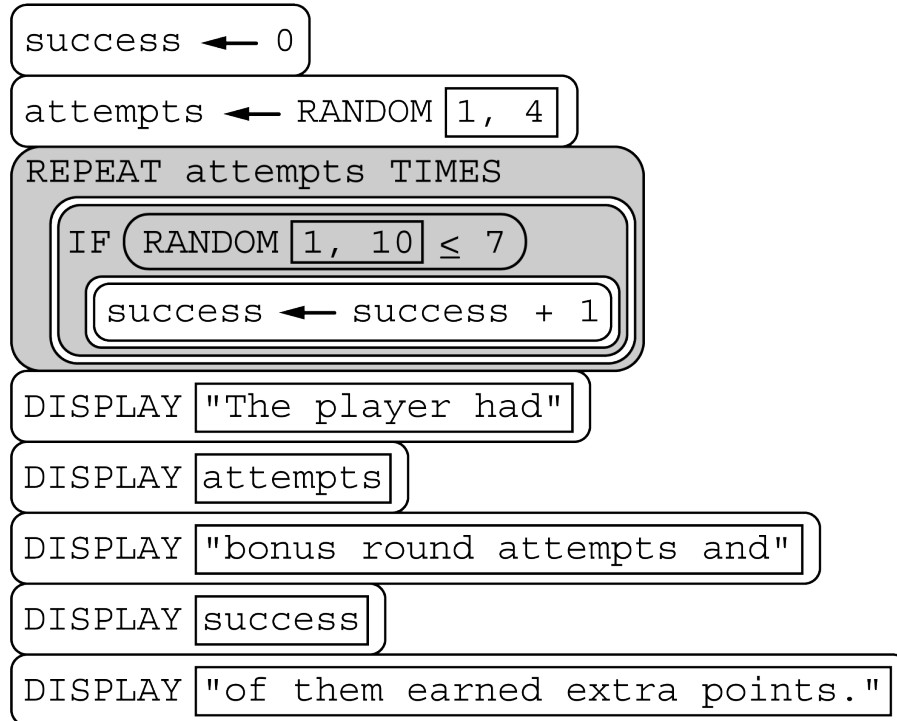 success ← 0
attempts ← RANDOM 1, 4
REPEAT attempts TIMES
IF RANDOM 1, 10 ≤ 7
success ← success + 1
DISPLAY "The player had"
DISPLAY attempts
DISPLAY "bonus round attempts and"
DISPLAY success
DISPLAY "of them earned extra points."